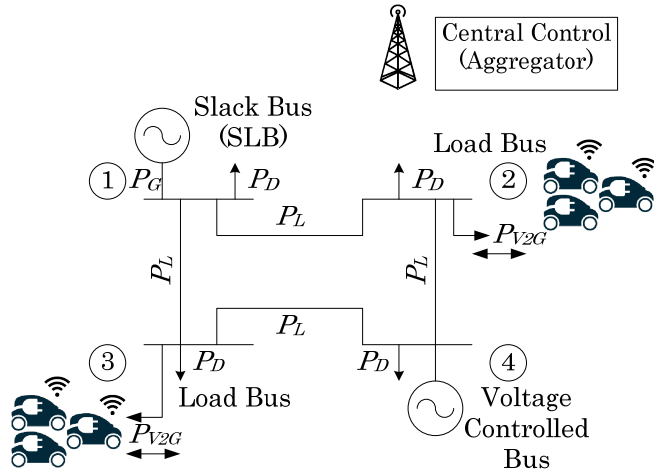 Central Control
(Aggregator)
Slack Bus
(SLB)
Load Bus
1
P_G
P_D
P_D
2
P_L
P_V2G
P_L
P_L
P_L
3
P_D
P_D
4
Load Bus
Voltage
Controlled
Bus
P_V2G